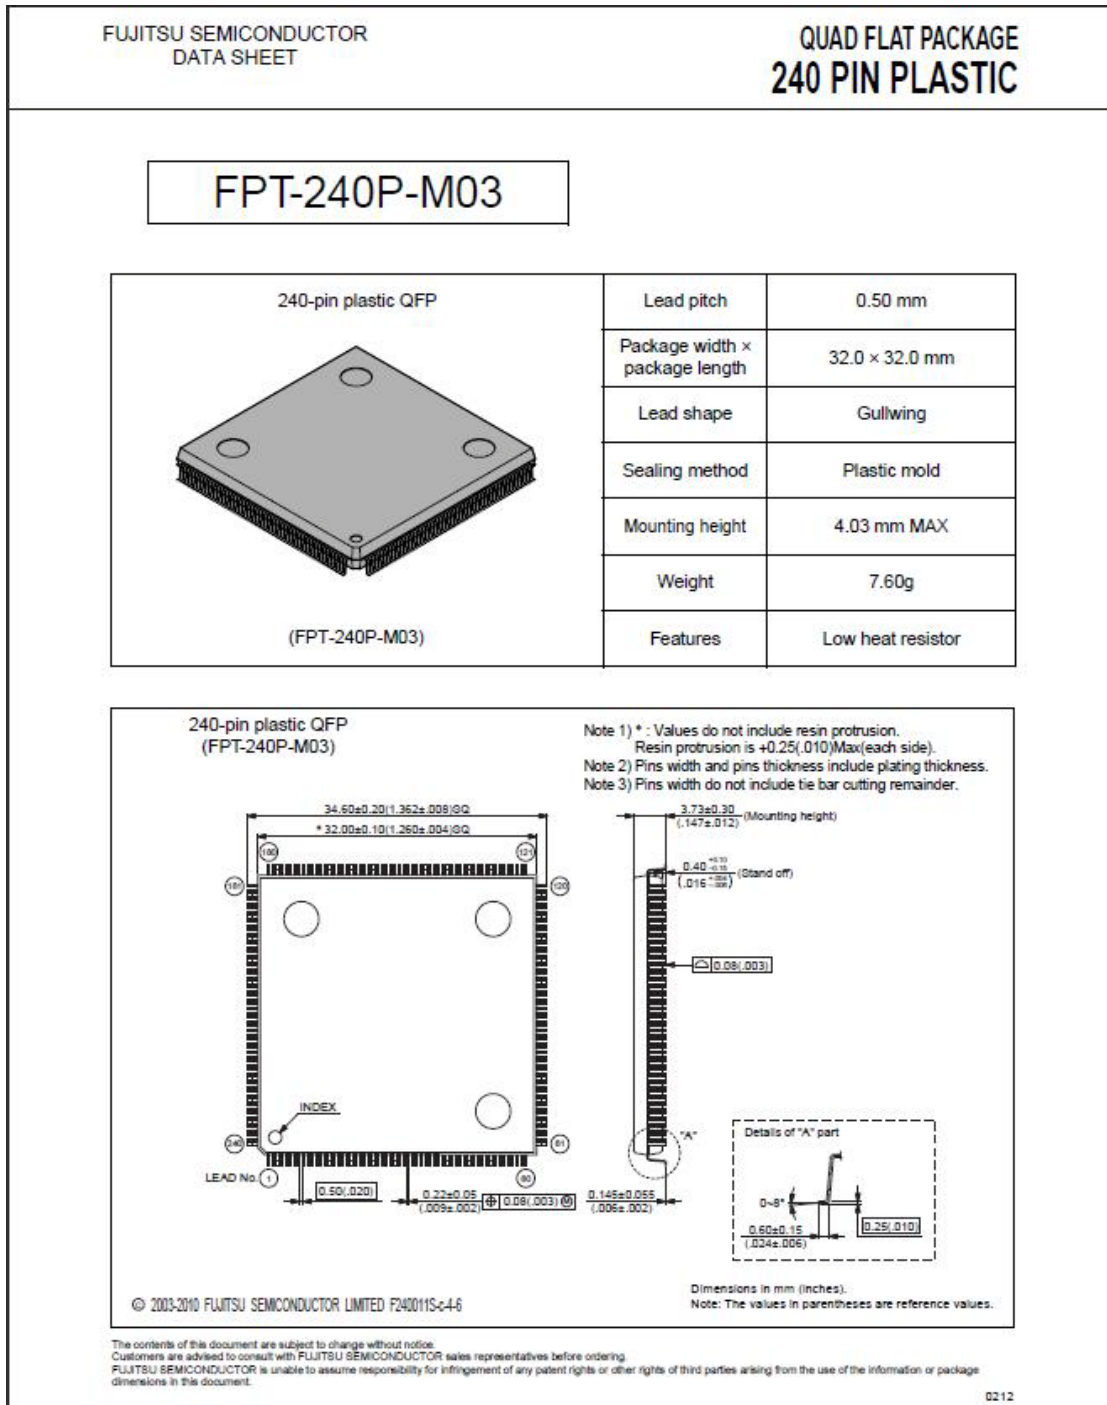 FUJITSU SEMICONDUCTOR
DATA SHEET
QUAD FLAT PACKAGE
240 PIN PLASTIC
FPT-240P-M03
240-pin plastic QFP
(FPT-240P-M03)
Lead pitch 0.50 mm
Package width ×
package length
32.0 × 32.0 mm
Lead shape Gullwing
Sealing method Plastic mold
Mounting height 4.03 mm MAX
Weight 7.60g
Features Low heat resistor
240-pin plastic QFP
(FPT-240P-M03)
Note 1) * : Values do not include resin protrusion.
Resin protrusion is +0.25(.010)Max(each side).
Note 2) Pins width and pins thickness include plating thickness.
Note 3) Pins width do not include tie bar cutting remainder.
34.60±0.20(1.362±.008)SQ
* 32.00±0.10(1.260±.004)SQ
180
121
181
120
3.73±0.30
(.147±.012)
(Mounting height)
0.40 +0.10 -0.15
(.016 +.004 -.006)
(Stand off)
0.08(.003)
INDEX
240
61
"A"
LEAD No.
1
60
0.50(.020)
0.22±0.05
(.009±.002)
0.08(.003) M
0.145±0.055
(.006±.002)
Details of "A" part
0~8°
0.60±0.15
(.024±.006)
0.25(.010)
© 2003-2010 FUJITSU SEMICONDUCTOR LIMITED F240011S-c-4-6
Dimensions in mm (inches).
Note: The values in parentheses are reference values.
The contents of this document are subject to change without notice.
Customers are advised to consult with FUJITSU SEMICONDUCTOR sales representatives before ordering.
FUJITSU SEMICONDUCTOR is unable to assume responsibility for infringement of any patent rights or other rights of third parties arising from the use of the information or package
dimensions in this document.
0212